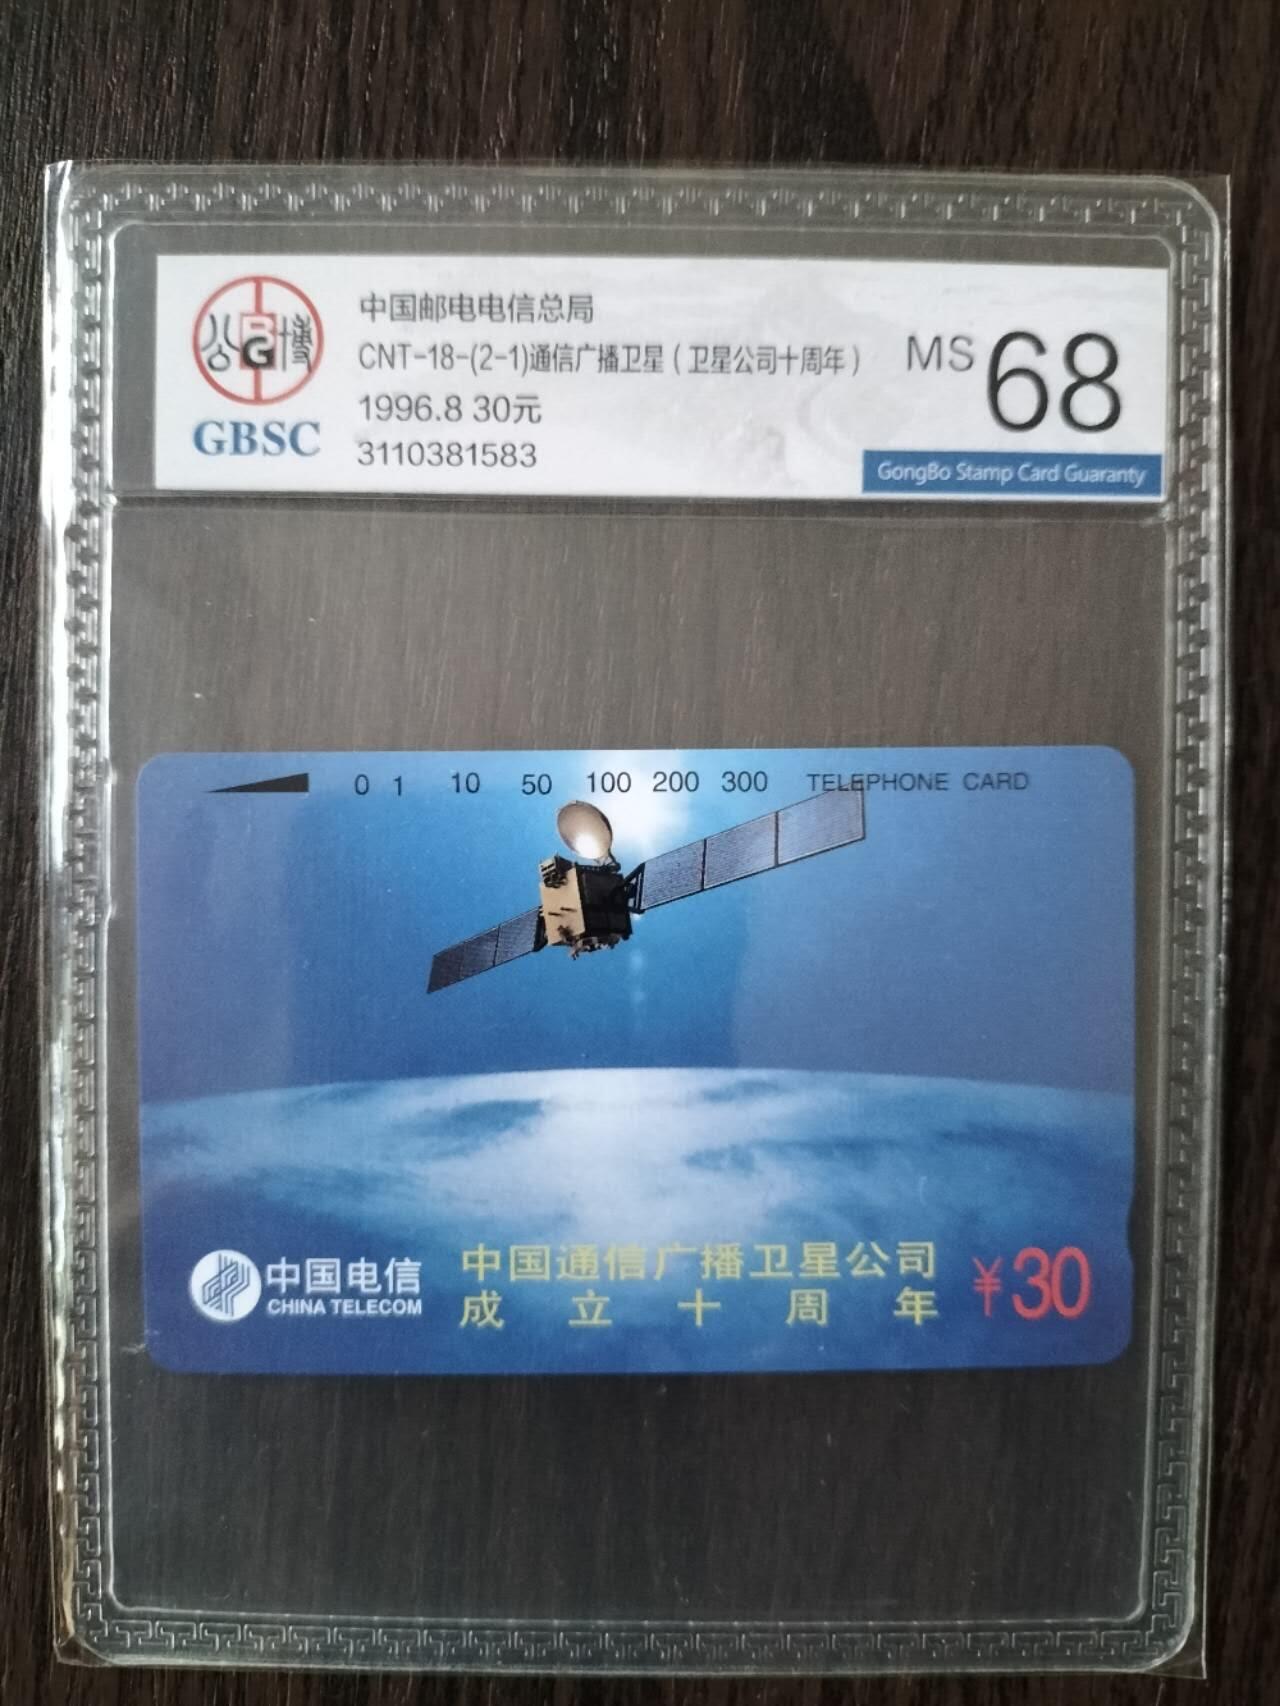 公 BG 博
GBSC
中国邮电电信总局
CNT-18-(2-1)通信广播卫星（卫星公司十周年）
1996.8 30元
3110381583
MS 68
GongBo Stamp Card Guaranty
0 1 10 50 100 200 300 TELEPHONE CARD
中国电信
CHINA TELECOM
中国通信广播卫星公司
成立十周年
¥30